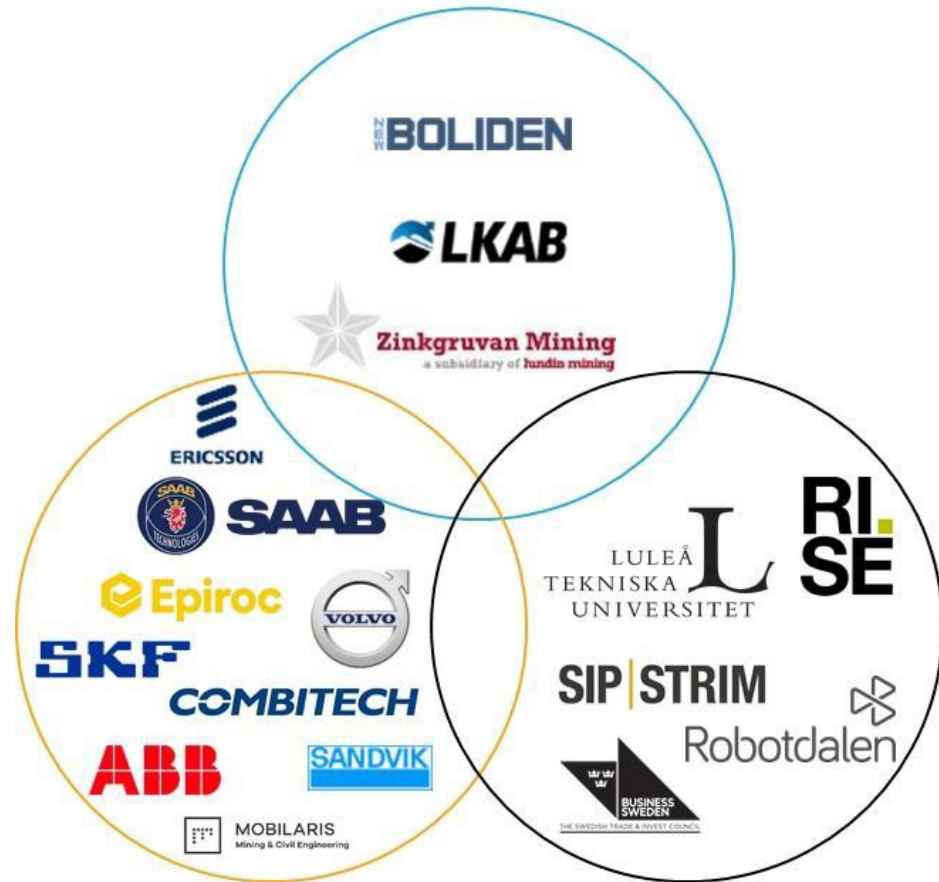 NEW BOLIDEN
LKAB
Zinkgruvan Mining
a subsidiary of lundin mining
ERICSSON
SAAB
TECHNOLOGIES
SAAB
Epiroc
VOLVO
SKF
COMBITECH
ABB
SANDVIK
MOBILARIS
Mining & Civil Engineering
LULEÅ
TEKNISKA
UNIVERSITET
L
RI.
SE
SIP|STRIM
Robotdalen
BUSINESS
SWEDEN
THE SWEDISH TRADE & INVEST COUNCIL